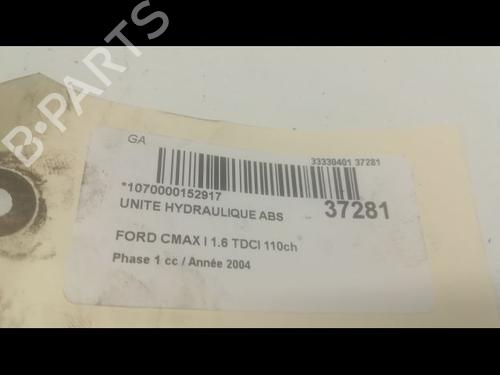 GA
33330401 37281
*1070000152917
UNITE HYDRAULIQUE ABS
37281
FORD CMAX I 1.6 TDCI 110ch
Phase 1 cc / Année 2004
B-PARTS